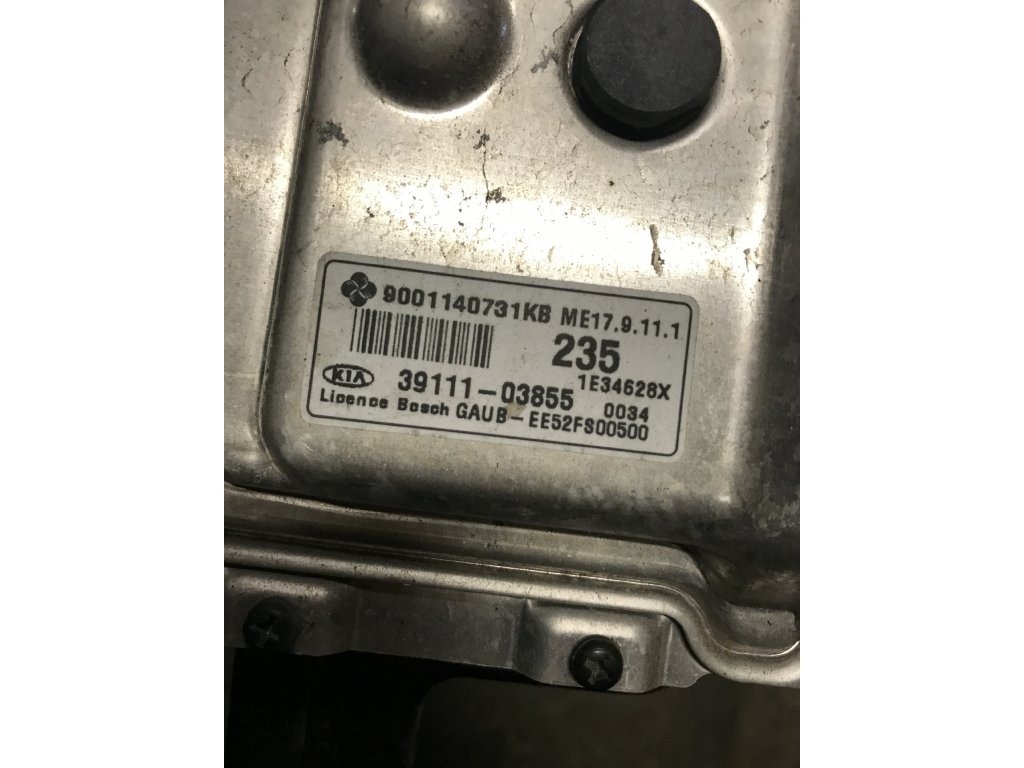 9001140731KB ME17.9.11.1
235
1E34628X
KIA 39111-03855 0034
Licence Bosch GAUB-EE52FS00500